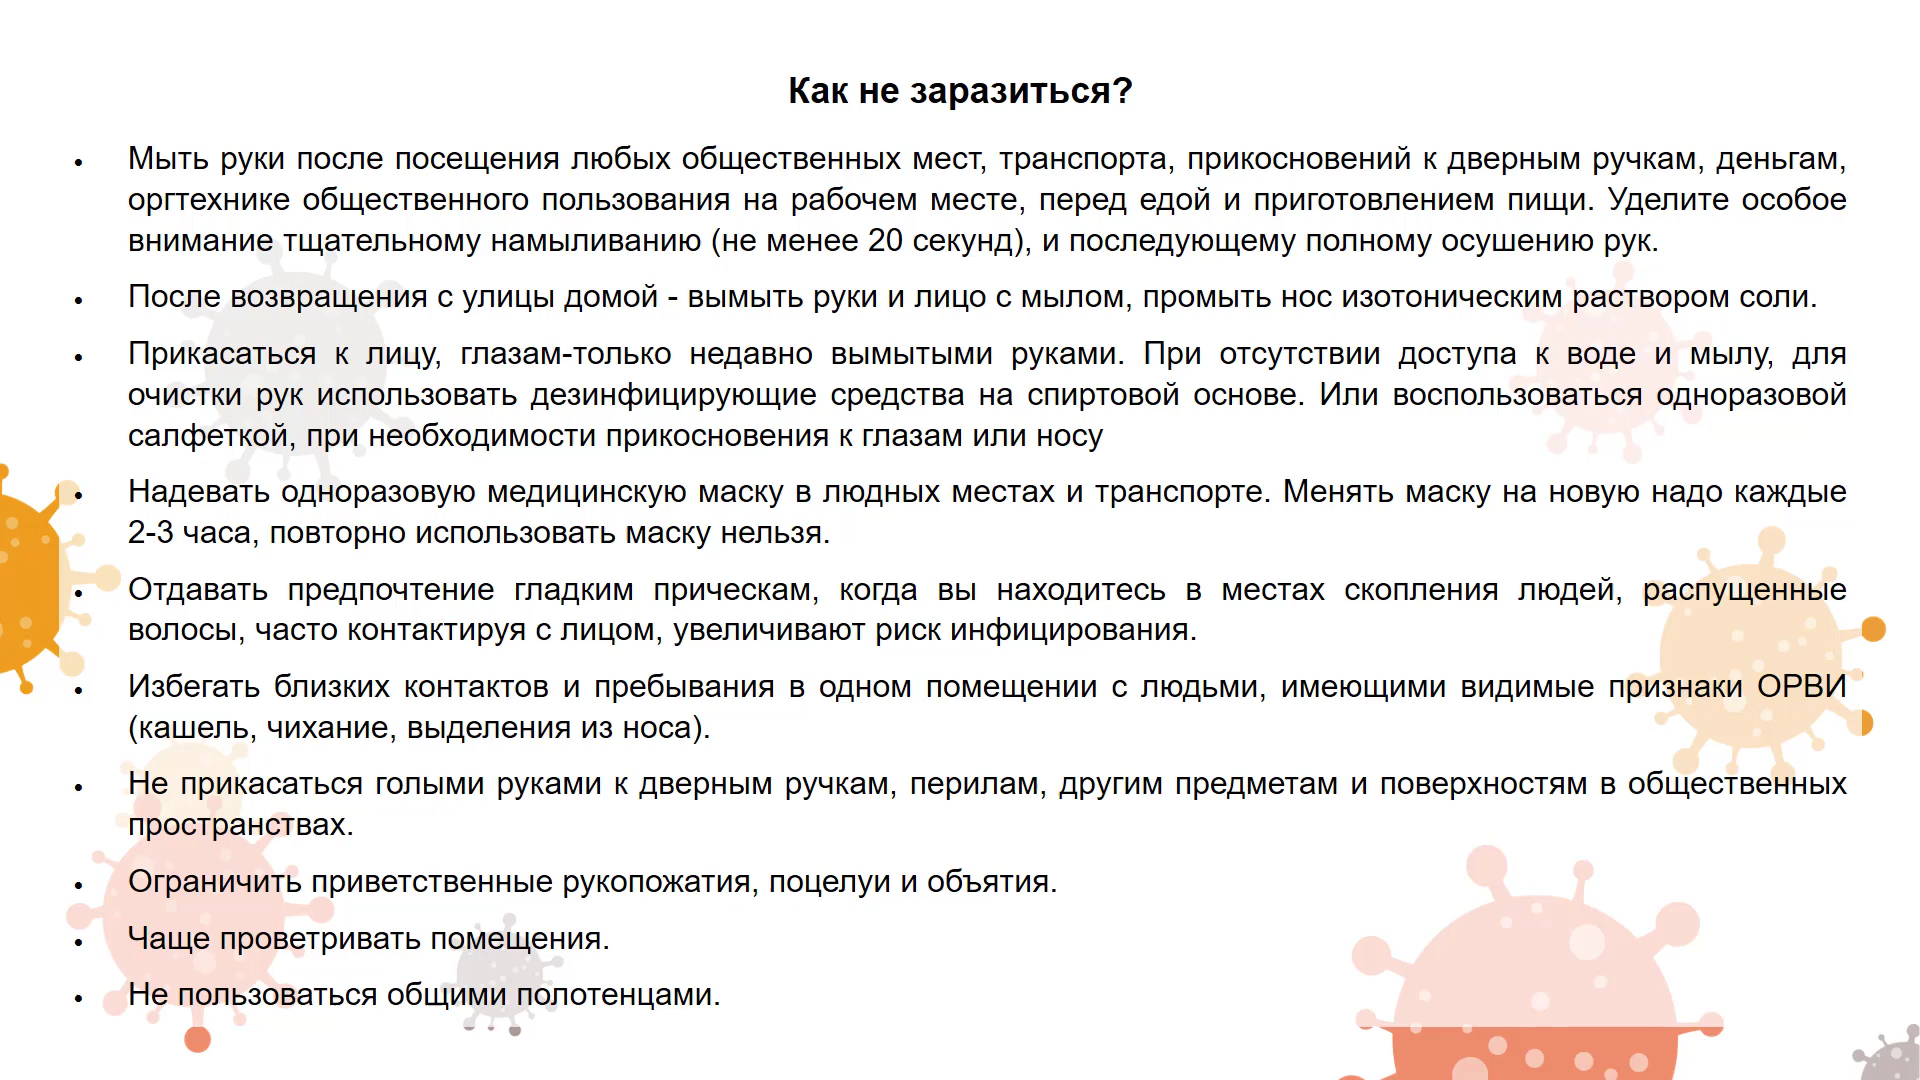 Как не заразиться?
• Мыть руки после посещения любых общественных мест, транспорта, прикосновений к дверным ручкам, деньгам,
оргтехнике общественного пользования на рабочем месте, перед едой и приготовлением пищи. Уделите особое
внимание тщательному намыливанию (не менее 20 секунд), и последующему полному осушению рук.
• После возвращения с улицы домой - вымыть руки и лицо с мылом, промыть нос изотоническим раствором соли.
• Прикасаться к лицу, глазам-только недавно вымытыми руками. При отсутствии доступа к воде и мылу, для
очистки рук использовать дезинфицирующие средства на спиртовой основе. Или воспользоваться одноразовой
салфеткой, при необходимости прикосновения к глазам или носу
• Надевать одноразовую медицинскую маску в людных местах и транспорте. Менять маску на новую надо каждые
2-3 часа, повторно использовать маску нельзя.
• Отдавать предпочтение гладким прическам, когда вы находитесь в местах скопления людей, распущенные
волосы, часто контактируя с лицом, увеличивают риск инфицирования.
• Избегать близких контактов и пребывания в одном помещении с людьми, имеющими видимые признаки ОРВИ
(кашель, чихание, выделения из носа).
• Не прикасаться голыми руками к дверным ручкам, перилам, другим предметам и поверхностям в общественных
пространствах.
• Ограничить приветственные рукопожатия, поцелуи и объятия.
• Чаще проветривать помещения.
• Не пользоваться общими полотенцами.